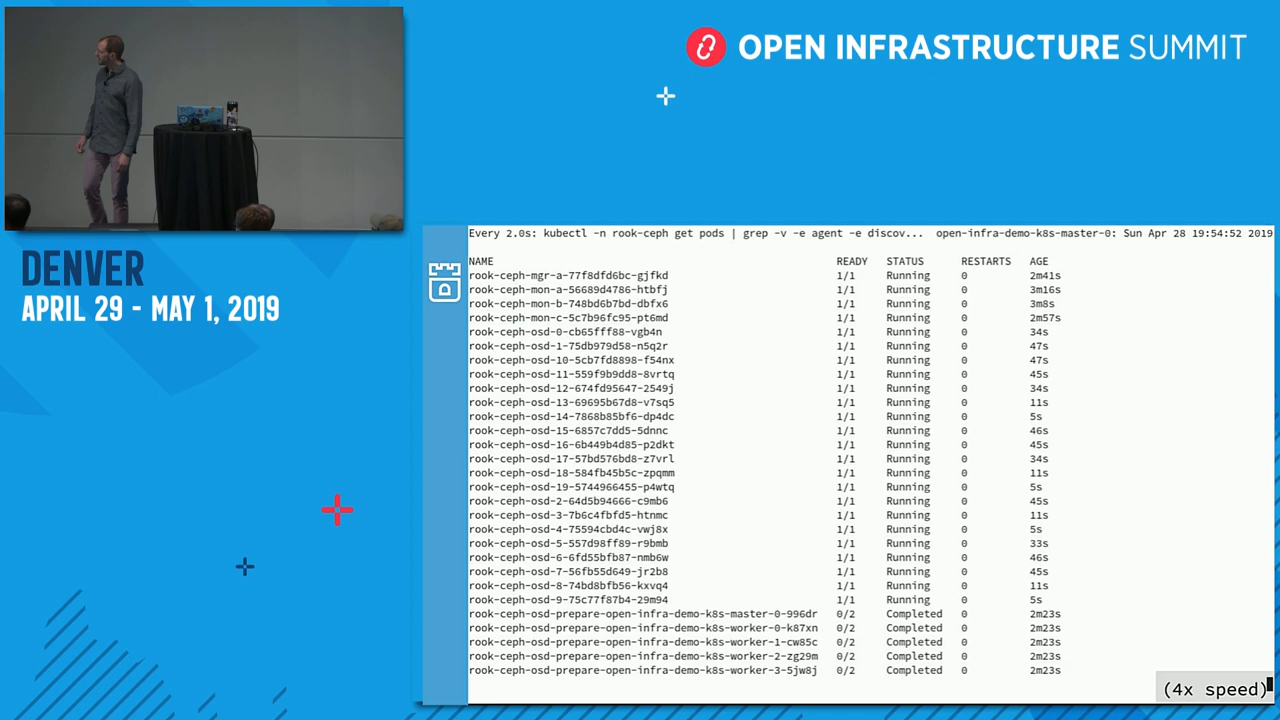 OPEN INFRASTRUCTURE SUMMIT
DENVER
APRIL 29 - MAY 1, 2019
Every 2.0s: kubectl -n rook-ceph get pods | grep -v -e agent -e discov... open-infra-demo-k8s-master-0: Sun Apr 28 19:54:52 2019
NAME READY STATUS RESTARTS AGE
rook-ceph-mgr-a-77f8dfd6bc-gjfkd 1/1 Running 0 2m41s
rook-ceph-mon-a-56689d4786-htbfj 1/1 Running 0 3m16s
rook-ceph-mon-b-748bd6b7bd-dbfx6 1/1 Running 0 3m8s
rook-ceph-mon-c-5c7b96fc95-pt6md 1/1 Running 0 2m57s
rook-ceph-osd-0-cb65fff88-vgb4n 1/1 Running 0 34s
rook-ceph-osd-1-75db979d58-n5q2r 1/1 Running 0 47s
rook-ceph-osd-10-5cb7fd8898-f54nx 1/1 Running 0 47s
rook-ceph-osd-11-559f9b9dd8-8vrtq 1/1 Running 0 45s
rook-ceph-osd-12-674fd95647-2549j 1/1 Running 0 34s
rook-ceph-osd-13-69695b67d8-v7sq5 1/1 Running 0 11s
rook-ceph-osd-14-7868b85bf6-dp4dc 1/1 Running 0 5s
rook-ceph-osd-15-6857c7dd5-5dnnc 1/1 Running 0 46s
rook-ceph-osd-16-6b449b4d85-p2dkt 1/1 Running 0 45s
rook-ceph-osd-17-57bd576bd8-z7vrl 1/1 Running 0 34s
rook-ceph-osd-18-584fb45b5c-zpqmm 1/1 Running 0 11s
rook-ceph-osd-19-5744966455-p4wtq 1/1 Running 0 5s
rook-ceph-osd-2-64d5b94666-c9mb6 1/1 Running 0 45s
rook-ceph-osd-3-7b6c4fbfd5-htnmc 1/1 Running 0 11s
rook-ceph-osd-4-75594cbd4c-vwj8x 1/1 Running 0 5s
rook-ceph-osd-5-557d98ff89-r9bmb 1/1 Running 0 33s
rook-ceph-osd-6-6fd55bfb87-nmb6w 1/1 Running 0 46s
rook-ceph-osd-7-56fb55d649-jr2b8 1/1 Running 0 45s
rook-ceph-osd-8-74bd8bfb56-kxvq4 1/1 Running 0 11s
rook-ceph-osd-9-75c77f87b4-29m94 1/1 Running 0 5s
rook-ceph-osd-prepare-open-infra-demo-k8s-master-0-996dr 0/2 Completed 0 2m23s
rook-ceph-osd-prepare-open-infra-demo-k8s-worker-0-k87xn 0/2 Completed 0 2m23s
rook-ceph-osd-prepare-open-infra-demo-k8s-worker-1-cw85c 0/2 Completed 0 2m23s
rook-ceph-osd-prepare-open-infra-demo-k8s-worker-2-zg29m 0/2 Completed 0 2m23s
rook-ceph-osd-prepare-open-infra-demo-k8s-worker-3-5jw8j 0/2 Completed 0 2m23s
(4x speed)